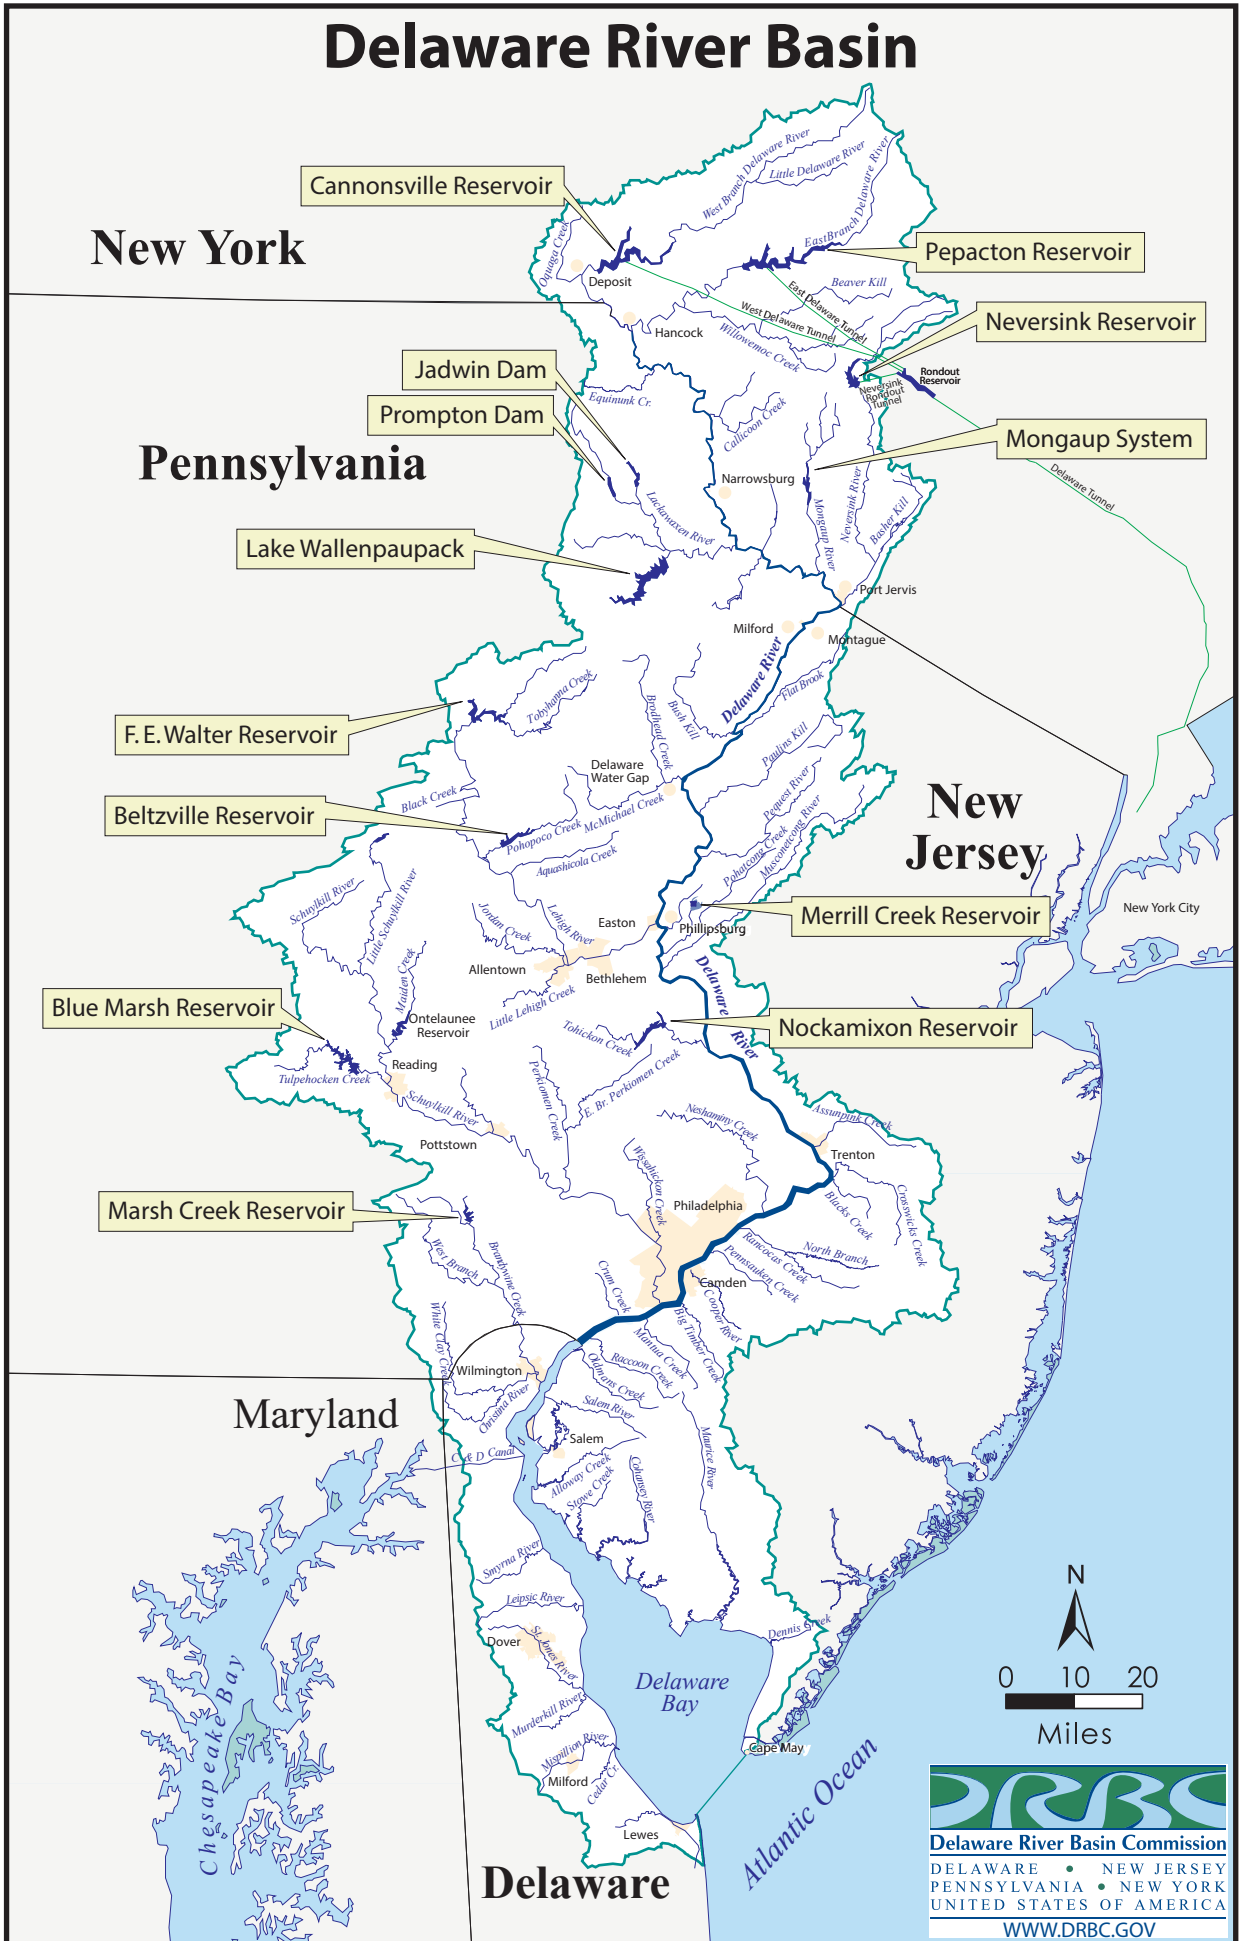 Delaware River Basin
West Branch Delaware River
Little Delaware River
Cannonsville Reservoir
EastBranch Delaware River
New York
Oquaga Creek
Pepacton Reservoir
Deposit
Beaver Kill
East Delaware Tunnel
West Delaware Tunnel
Neversink Reservoir
Hancock
Willowemoc Creek
Jadwin Dam
Rondout
Reservoir
Neversink
Rondout
Tunnel
Equinunk Cr.
Prompton Dam
Callicoon Creek
Mongaup System
Pennsylvania
Narrowsburg
Delaware Tunnel
Lackawaxen River
Mongaup River
Neversink River
Basher Kill
Lake Wallenpaupack
Port Jervis
Milford
Montague
Delaware River
Tobyhanna Creek
Flat Brook
Brodhead Creek
Bush Kill
F. E. Walter Reservoir
Paulins Kill
Delaware
Water Gap
Black Creek
McMichael Creek
Pequest River
New
Jersey
Beltzville Reservoir
Pohopoco Creek
Pohatcong Creek
Musconetcong River
Aquashicola Creek
Schuylkill River
Little Schuylkill River
Merrill Creek Reservoir
New York City
Jordan Creek
Lehigh River
Easton
Phillipsburg
Allentown
Bethlehem
Maiden Creek
Delaware
River
Blue Marsh Reservoir
Little Lehigh Creek
Ontelaunee
Reservoir
Nockamixon Reservoir
Tohickon Creek
Reading
Tulpehocken Creek
Perkiomen Creek
E. Br. Perkiomen Creek
Schuylkill River
Neshaminy Creek
Assunpink Creek
Pottstown
Trenton
Wissahickon Creek
Marsh Creek Reservoir
Philadelphia
Blacks Creek
Crosswicks Creek
West Branch
Brandywine Creek
Rancocas Creek
North Branch
Pennsauken Creek
Crum Creek
Camden
Cooper River
White Clay Creek
Big Timber Creek
Mantua Creek
Raccoon Creek
Oldmans Creek
Wilmington
Christina River
Maryland
Salem River
Salem
C & D Canal
Maurice River
Alloway Creek
Stowe Creek
Cohansey River
Smyrna River
Leipsic River
N
Dover
St. Jones River
Dennis Creek
Delaware
Bay
0 10 20
Miles
Murderkill River
Mispillion River
Cape May
Milford
Cedar Cr.
Chesapeake Bay
Lewes
Atlantic Ocean
Delaware
DRBC
Delaware River Basin Commission
DELAWARE • NEW JERSEY
PENNSYLVANIA • NEW YORK
UNITED STATES OF AMERICA
WWW.DRBC.GOV